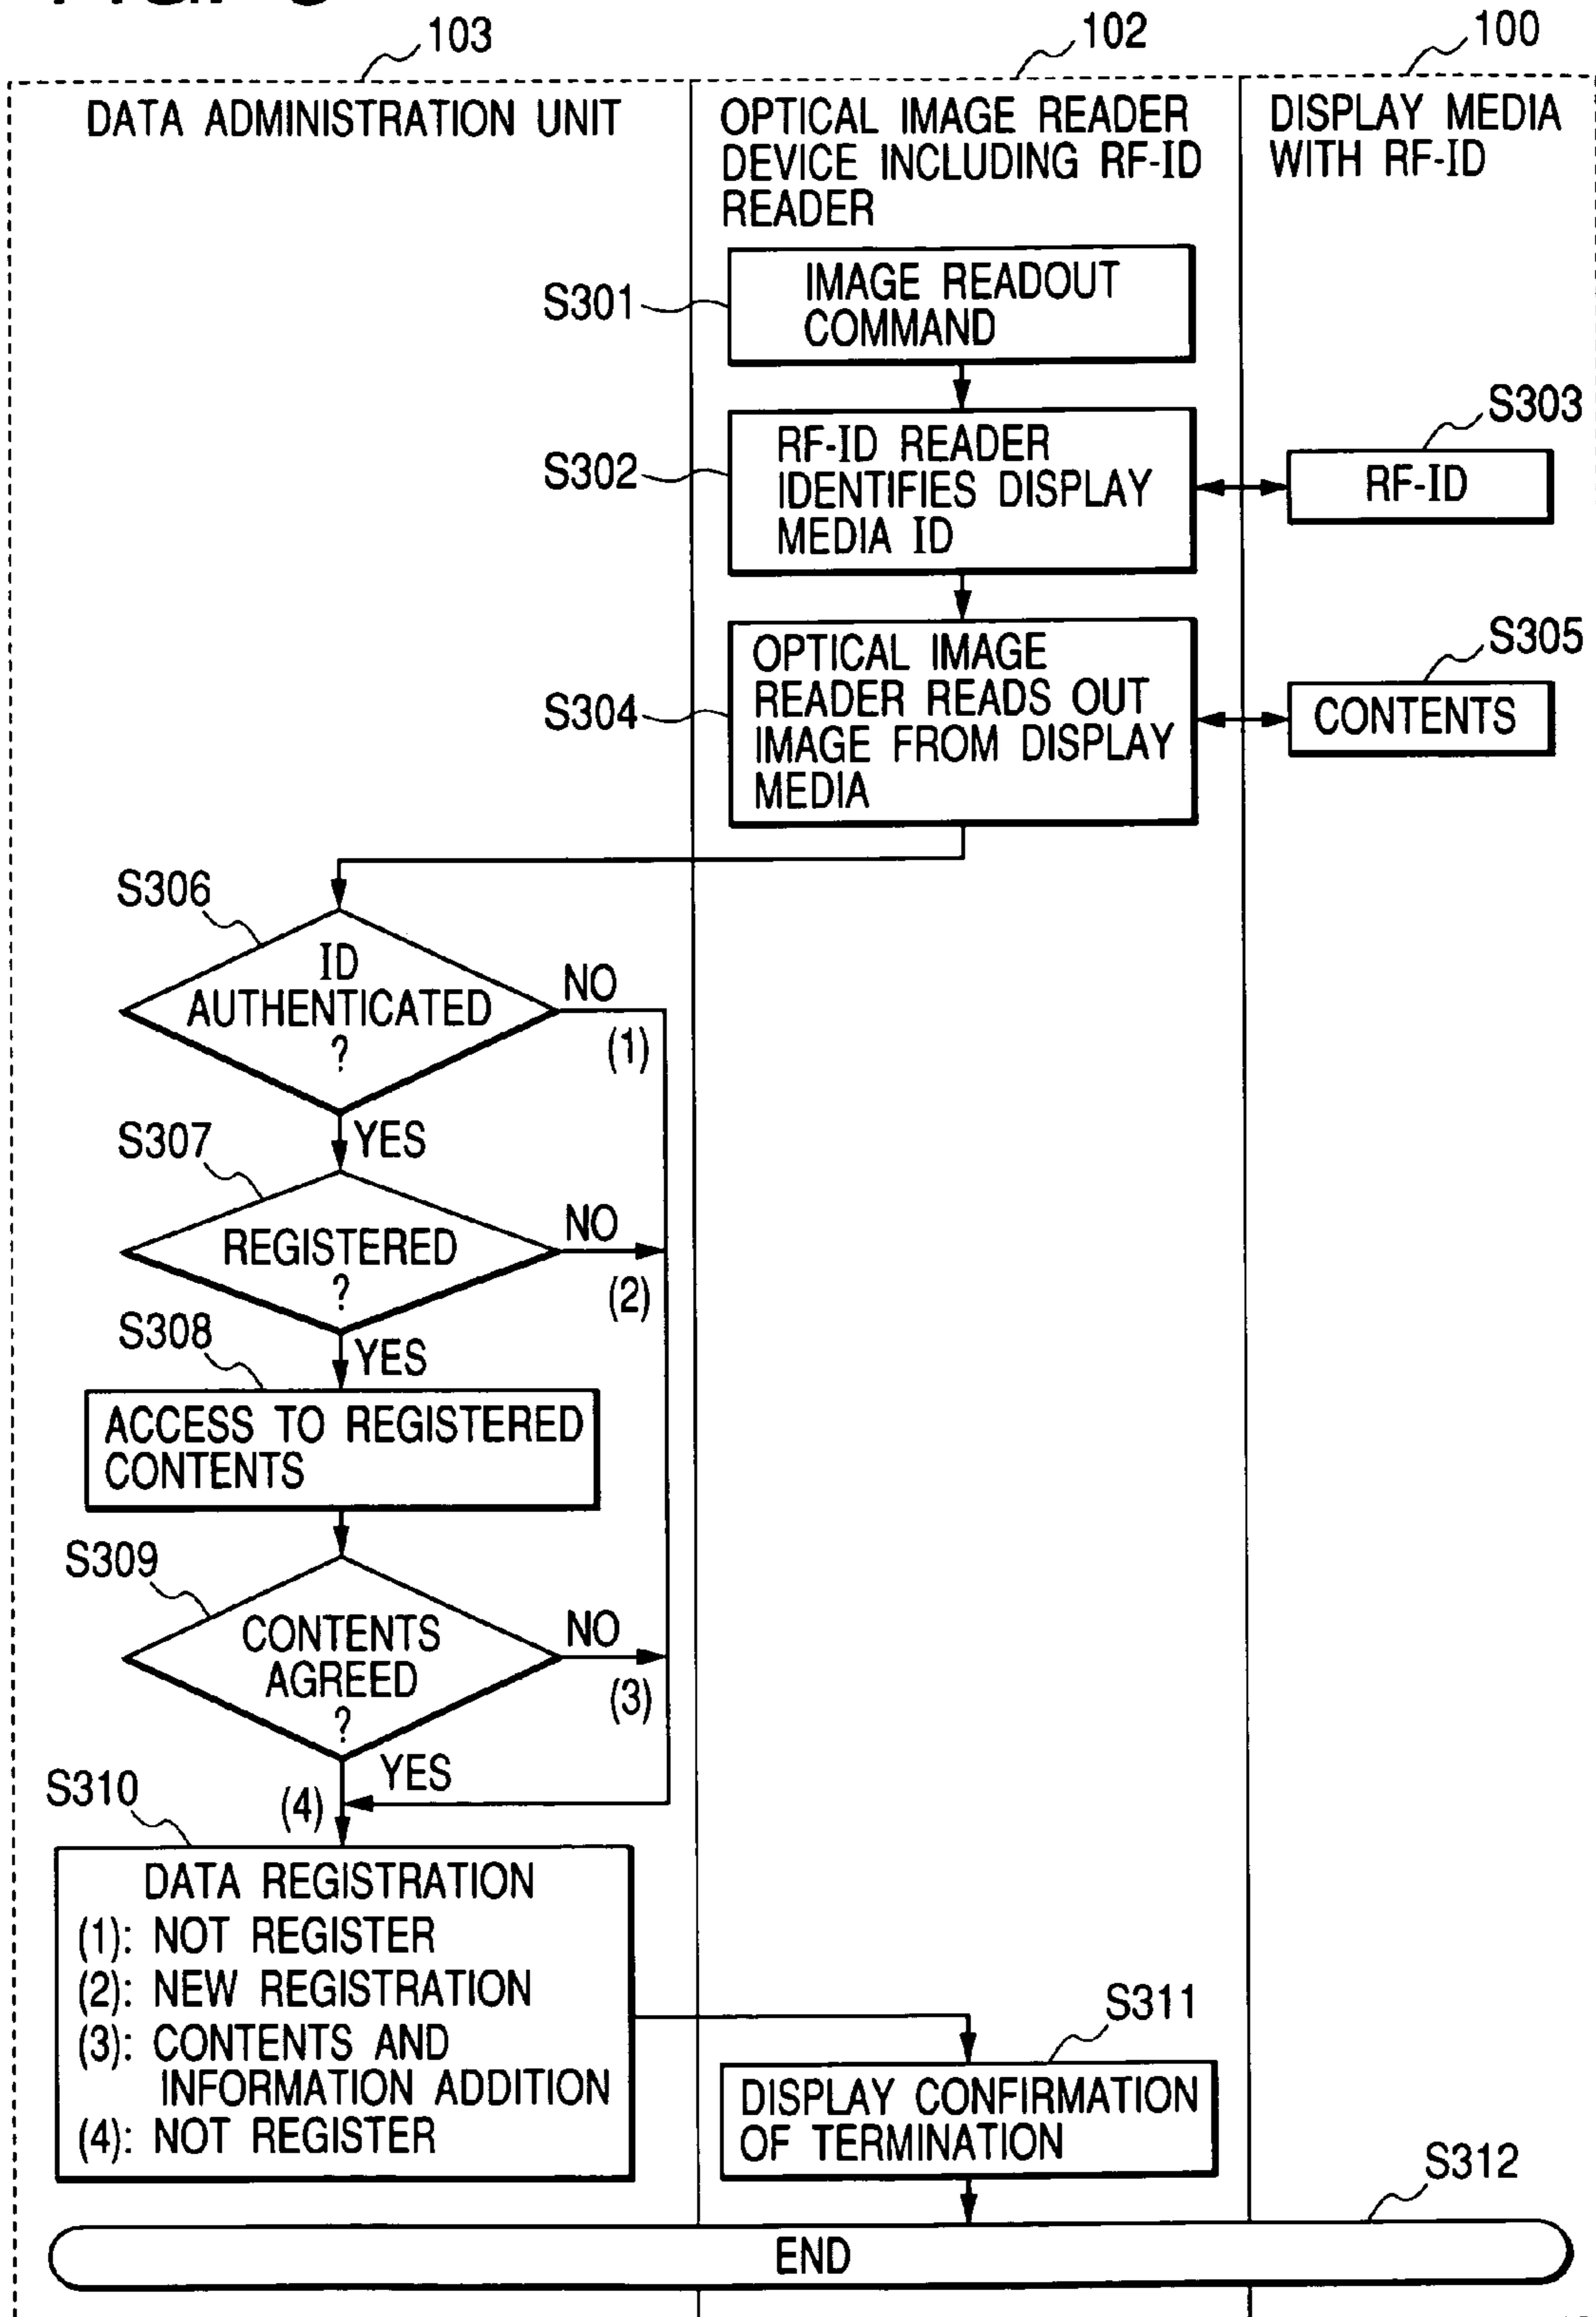 103
102
100
DATA ADMINISTRATION UNIT
OPTICAL IMAGE READER
DEVICE INCLUDING RF-ID
READER
DISPLAY MEDIA
WITH RF-ID
S301
IMAGE READOUT
COMMAND
S302
RF-ID READER
IDENTIFIES DISPLAY
MEDIA ID
S303
RF-ID
S304
OPTICAL IMAGE
READER READS OUT
IMAGE FROM DISPLAY
MEDIA
S305
CONTENTS
S306
ID
AUTHENTICATED
?
NO
(1)
YES
S307
REGISTERED
?
NO
(2)
YES
S308
ACCESS TO REGISTERED
CONTENTS
S309
CONTENTS
AGREED
?
NO
(3)
YES
(4)
S310
DATA REGISTRATION
(1): NOT REGISTER
(2): NEW REGISTRATION
(3): CONTENTS AND
INFORMATION ADDITION
(4): NOT REGISTER
S311
DISPLAY CONFIRMATION
OF TERMINATION
S312
END